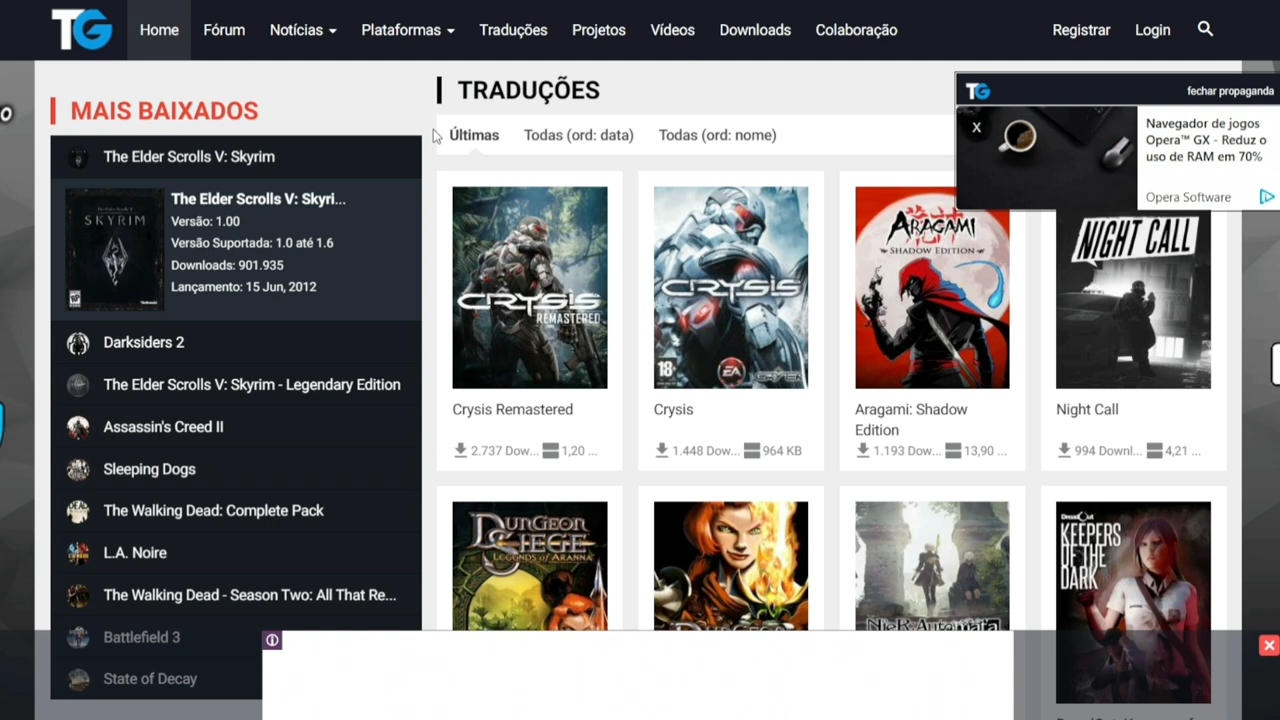 TG
Home
Fórum
Notícias
Plataformas
Traduções
Projetos
Vídeos
Downloads
Colaboração
Registrar
Login
O
MAIS BAIXADOS
The Elder Scrolls V: Skyrim
SKYRIM
The Elder Scrolls V: Skyri...
Versão: 1.00
Versão Suportada: 1.0 até 1.6
Downloads: 901.935
Lançamento: 15 Jun, 2012
Darksiders 2
The Elder Scrolls V: Skyrim - Legendary Edition
Assassin's Creed II
Sleeping Dogs
The Walking Dead: Complete Pack
L.A. Noire
The Walking Dead - Season Two: All That Re...
Battlefield 3
State of Decay
TRADUÇÕES
Últimas
Todas (ord: data)
Todas (ord: nome)
TG
fechar propaganda
X
Navegador de jogos
Opera™ GX - Reduz o
uso de RAM em 70%
Opera Software
CRYSIS
REMASTERED
CRYSIS
18+
EA
CRYTEK
ARAGAMI
SHADOW EDITION
NIGHT CALL
Crysis Remastered
Crysis
Aragami: Shadow
Edition
Night Call
2.737 Dow...
1,20 ...
1.448 Dow...
964 KB
1.193 Dow...
13,90 ...
994 Downl...
4,21 ...
DUNGEON
SIEGE
LEGENDS OF ARANNA
DUNGEON
NieR:Automata
DreadOut
KEEPERS
OF THE
DARK